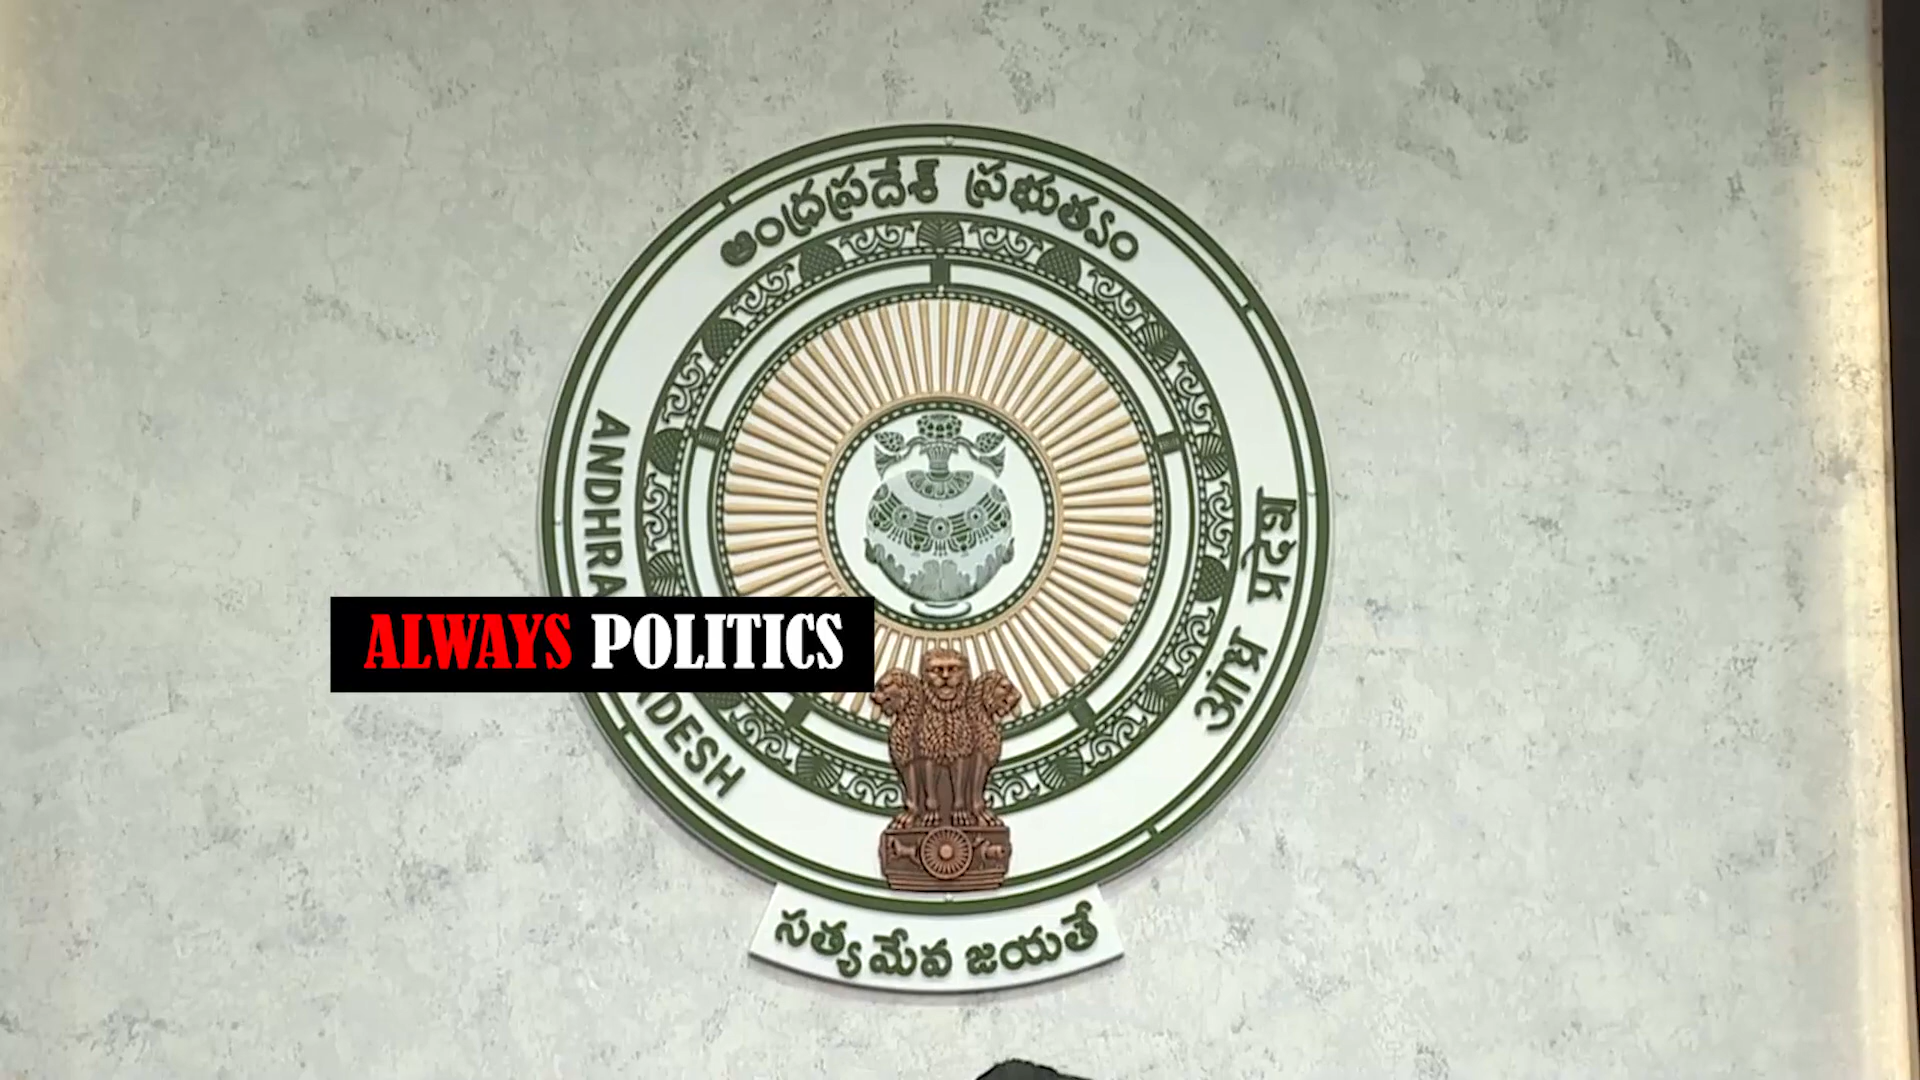 ఆంధ్రప్రదేశ్ ప్రభుత్వం
ANDHRA
ADESH
आंध्र प्रदेश
ALWAYS POLITICS
సత్యమేవ జయతే